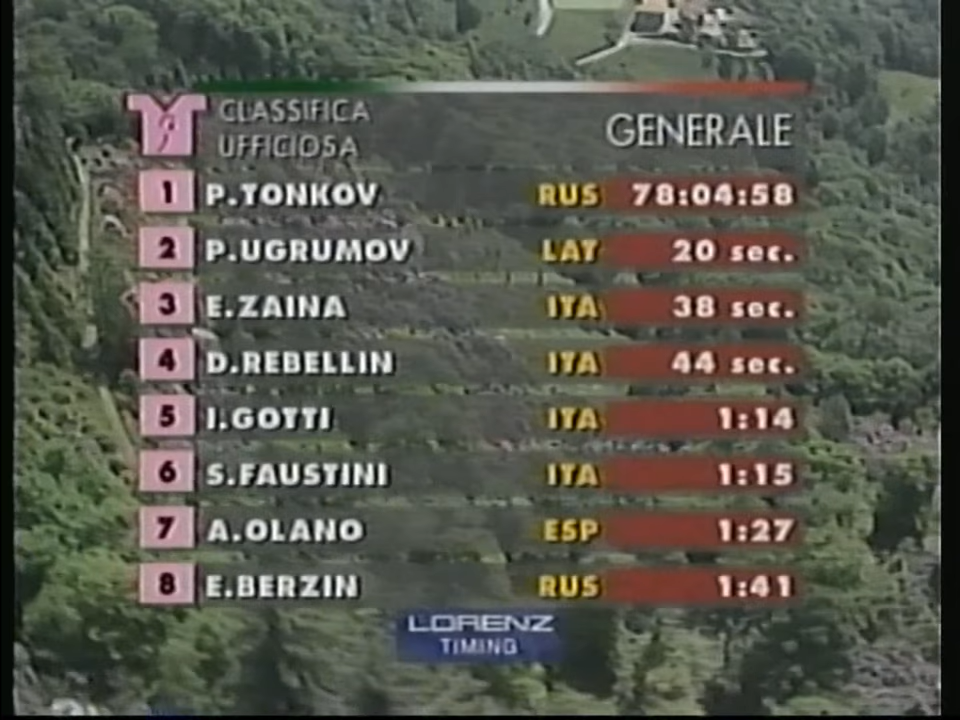 CLASSIFICA
UFFICIOSA
GENERALE
1 P.TONKOV RUS 78:04:58
2 P.UGRUMOV LAT 20 sec.
3 E.ZAINA ITA 38 sec.
4 D.REBELLIN ITA 44 sec.
5 I.GOTTI ITA 1:14
6 S.FAUSTINI ITA 1:15
7 A.OLANO ESP 1:27
8 E.BERZIN RUS 1:41
LORENZ
TIMING